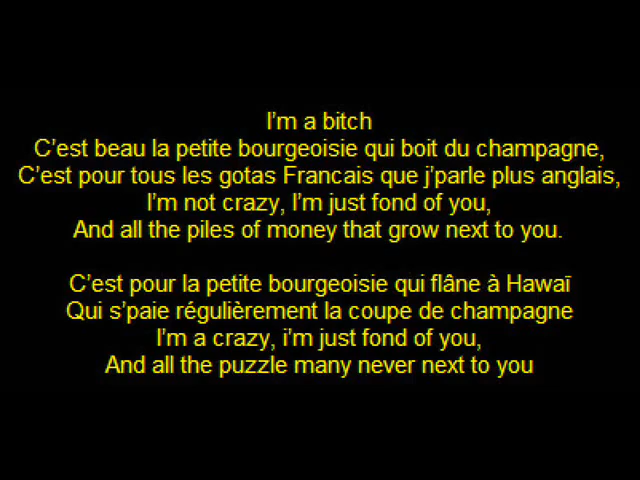 I'm a bitch
C'est beau la petite bourgeoisie qui boit du champagne,
C'est pour tous les gotas Francais que j'parle plus anglais,
I'm not crazy, I'm just fond of you,
And all the piles of money that grow next to you.
C'est pour la petite bourgeoisie qui flâne à Hawaï
Qui s'paie régulièrement la coupe de champagne
I'm a crazy, i'm just fond of you,
And all the puzzle many never next to you